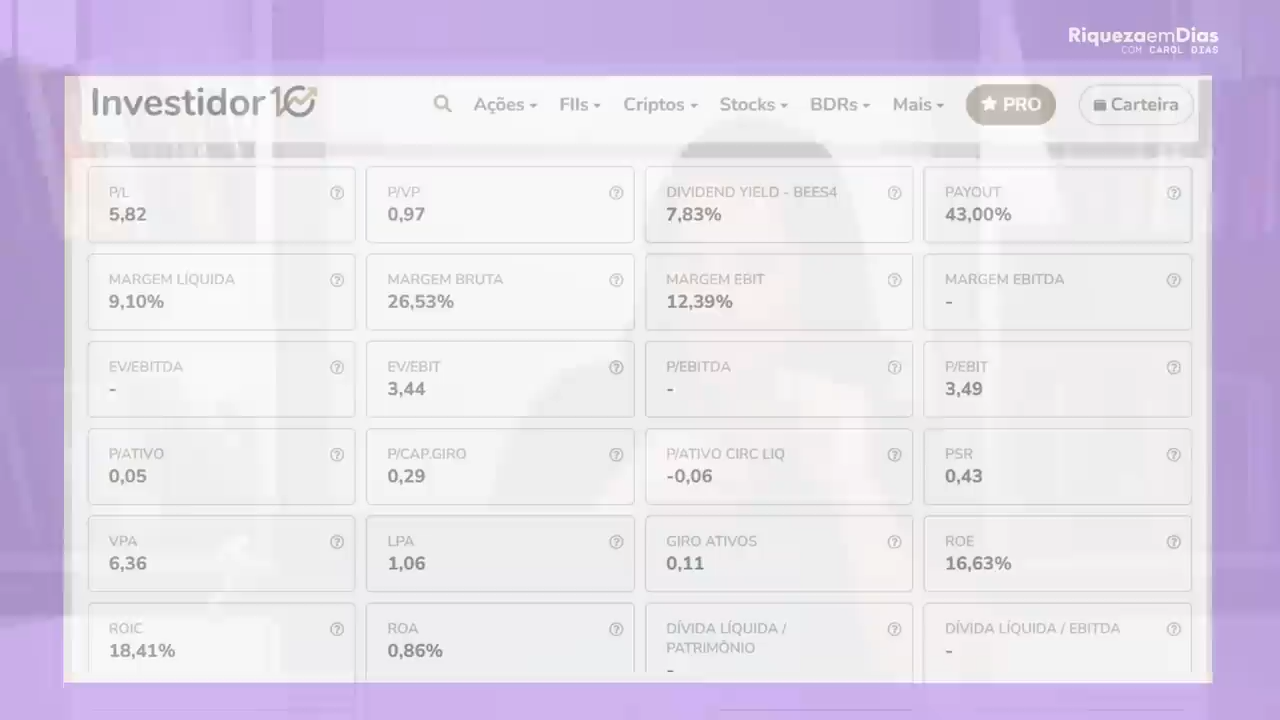 RiquezaemDias
COM CAROL DIAS
Investidor10
Ações
FIIs
Criptos
Stocks
BDRs
Mais
PRO
Carteira
P/L
5,82
P/VP
0,97
DIVIDEND YIELD - BEES4
7,83%
PAYOUT
43,00%
MARGEM LÍQUIDA
9,10%
MARGEM BRUTA
26,53%
MARGEM EBIT
12,39%
MARGEM EBITDA
-
EV/EBITDA
-
EV/EBIT
3,44
P/EBITDA
-
P/EBIT
3,49
P/ATIVO
0,05
P/CAP.GIRO
0,29
P/ATIVO CIRC LIQ
-0,06
PSR
0,43
VPA
6,36
LPA
1,06
GIRO ATIVOS
0,11
ROE
16,63%
ROIC
18,41%
ROA
0,86%
DÍVIDA LÍQUIDA /
PATRIMÔNIO
-
DÍVIDA LÍQUIDA / EBITDA
-